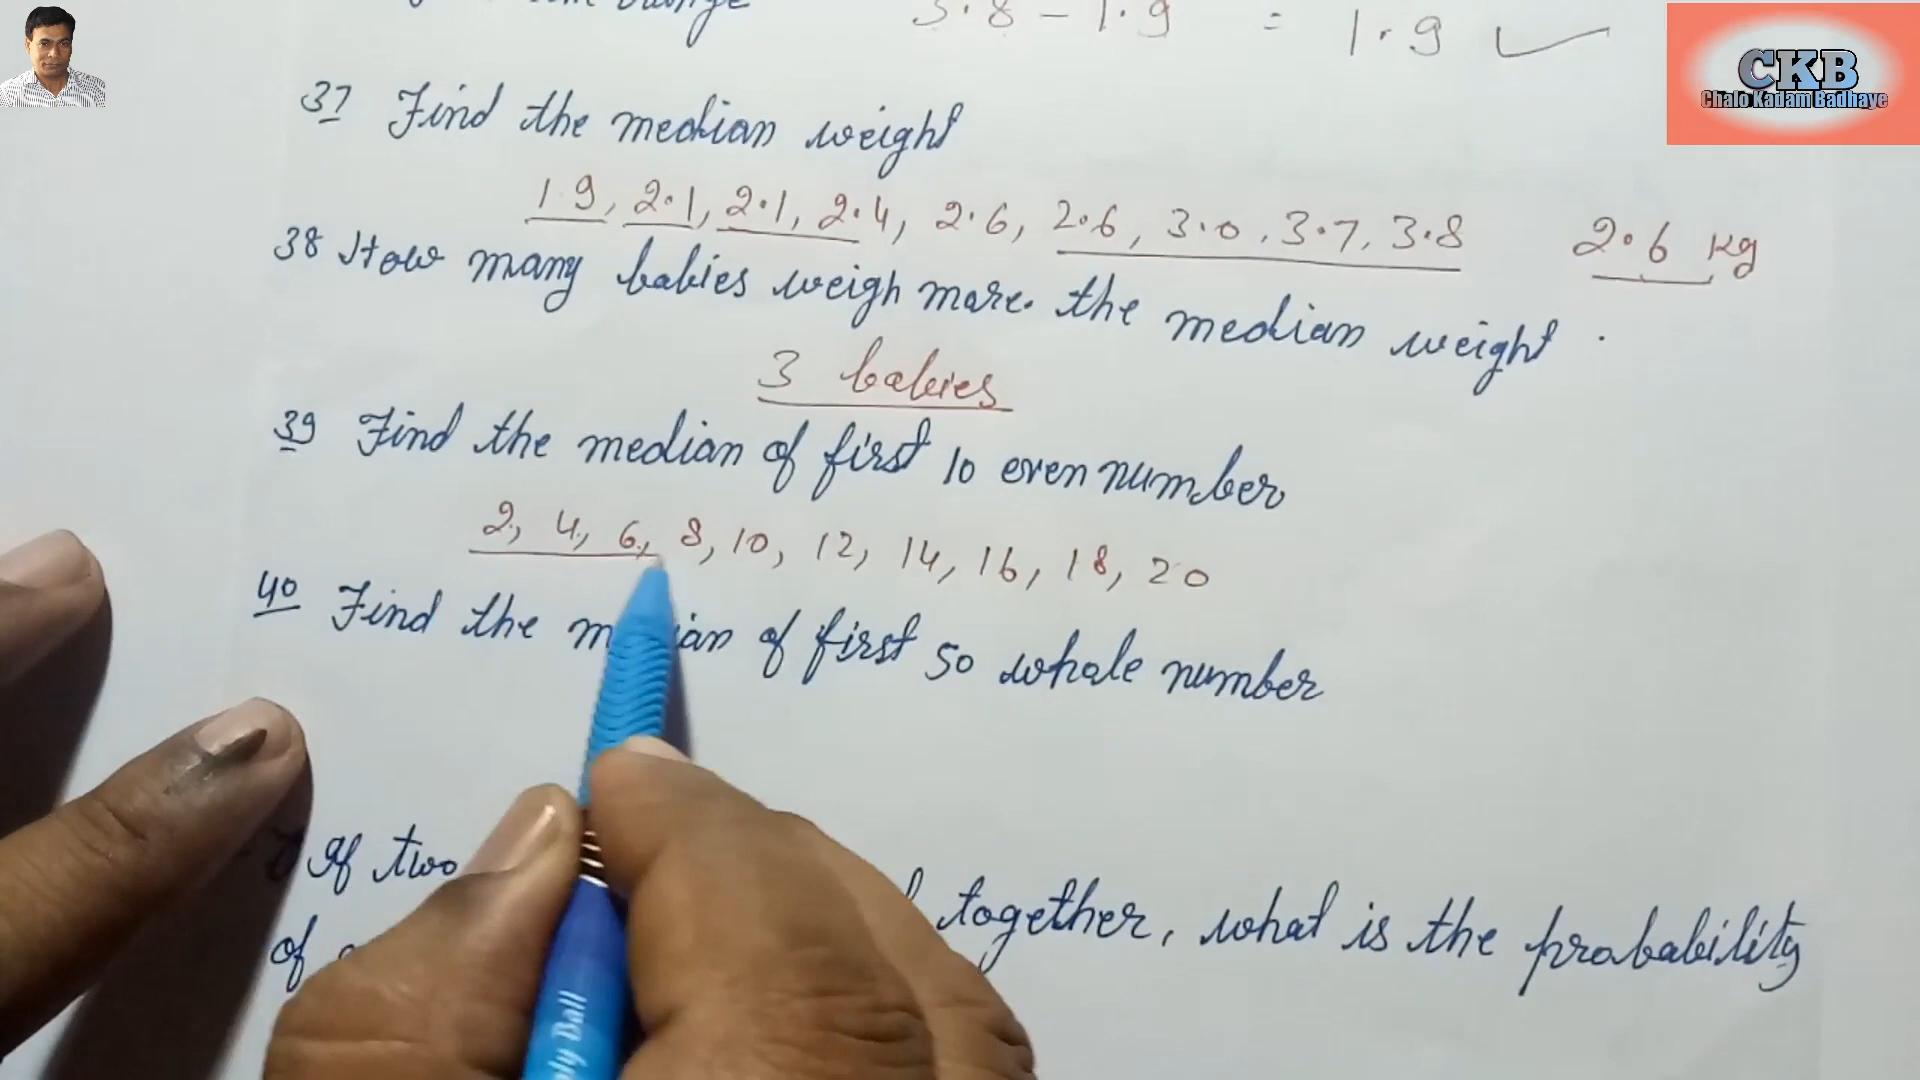 3.8 - 1.9 = 1.9
CKB
Chalo Kadam Badhaye
37 Find the median weight
1.9, 2.1, 2.1, 2.4, 2.6, 2.6, 3.0, 3.7, 3.8 2.6 kg
38 How many babies weigh more. the median weight.
3 babies
39 Find the median of first 10 even number
2, 4, 6, 8, 10, 12, 14, 16, 18, 20
40 Find the median of first 50 whole number
If two together, what is the probability
of